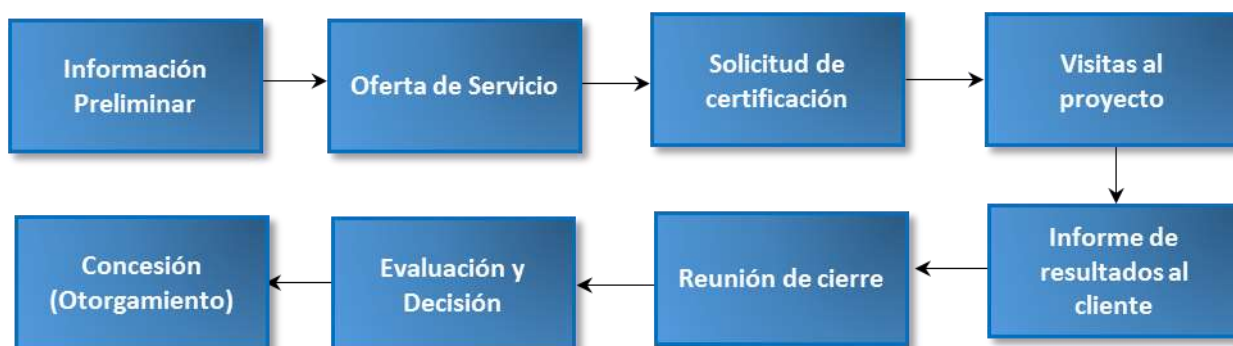 Información
Preliminar
Oferta de Servicio
Solicitud de
certificación
Visitas al
proyecto
Informe de
resultados al
cliente
Reunión de cierre
Evaluación y
Decisión
Concesión
(Otorgamiento)